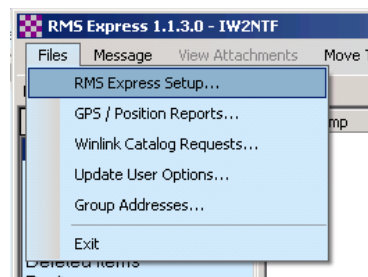 RMS Express 1.1.3.0 - IW2NTF
Files Message View Attachments Move
RMS Express Setup...
GPS / Position Reports...
Winlink Catalog Requests...
Update User Options...
Group Addresses...
Exit
Deleted Items